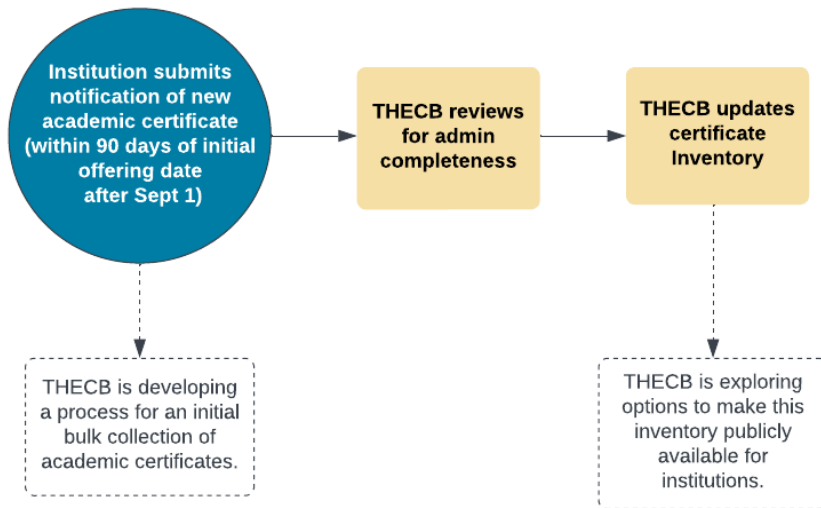 Institution submits
notification of new
academic certificate
(within 90 days of initial
offering date
after Sept 1)
THECB reviews
for admin
completeness
THECB updates
certificate
Inventory
THECB is developing
a process for an initial
bulk collection of
academic certificates.
THECB is exploring
options to make this
inventory publicly
available for
institutions.